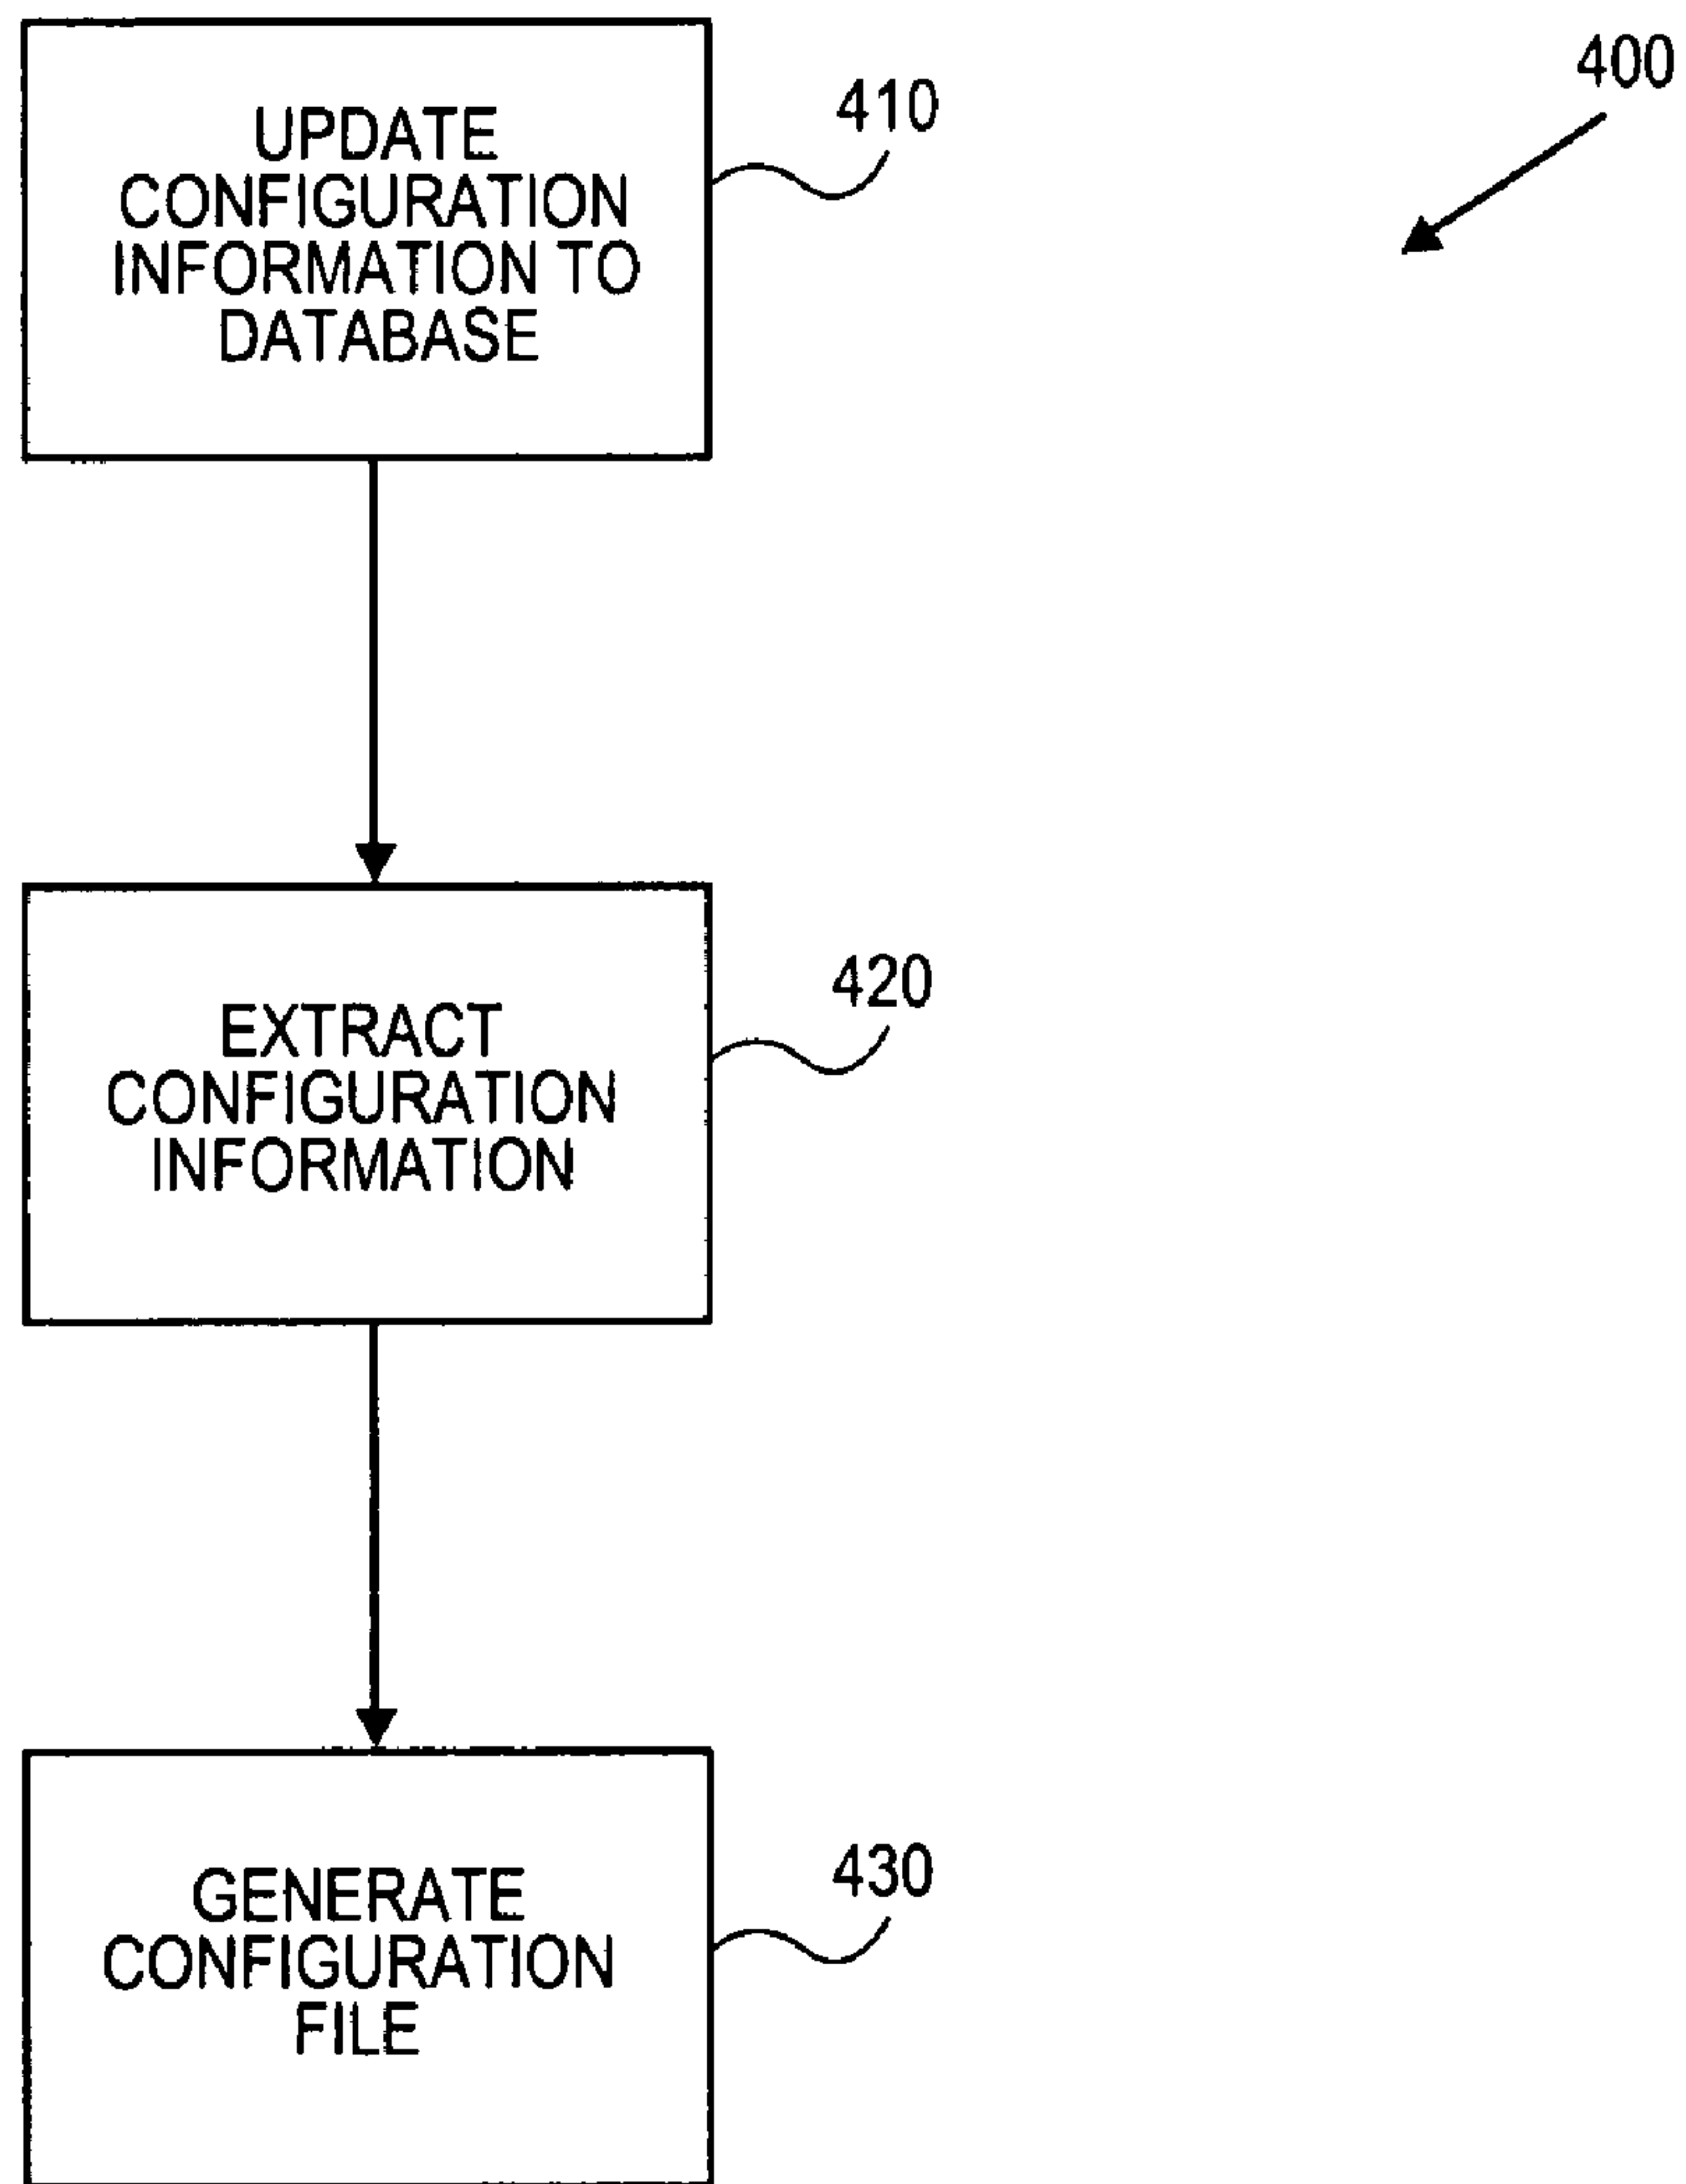 400
410
UPDATE
CONFIGURATION
INFORMATION TO
DATABASE
420
EXTRACT
CONFIGURATION
INFORMATION
430
GENERATE
CONFIGURATION
FILE